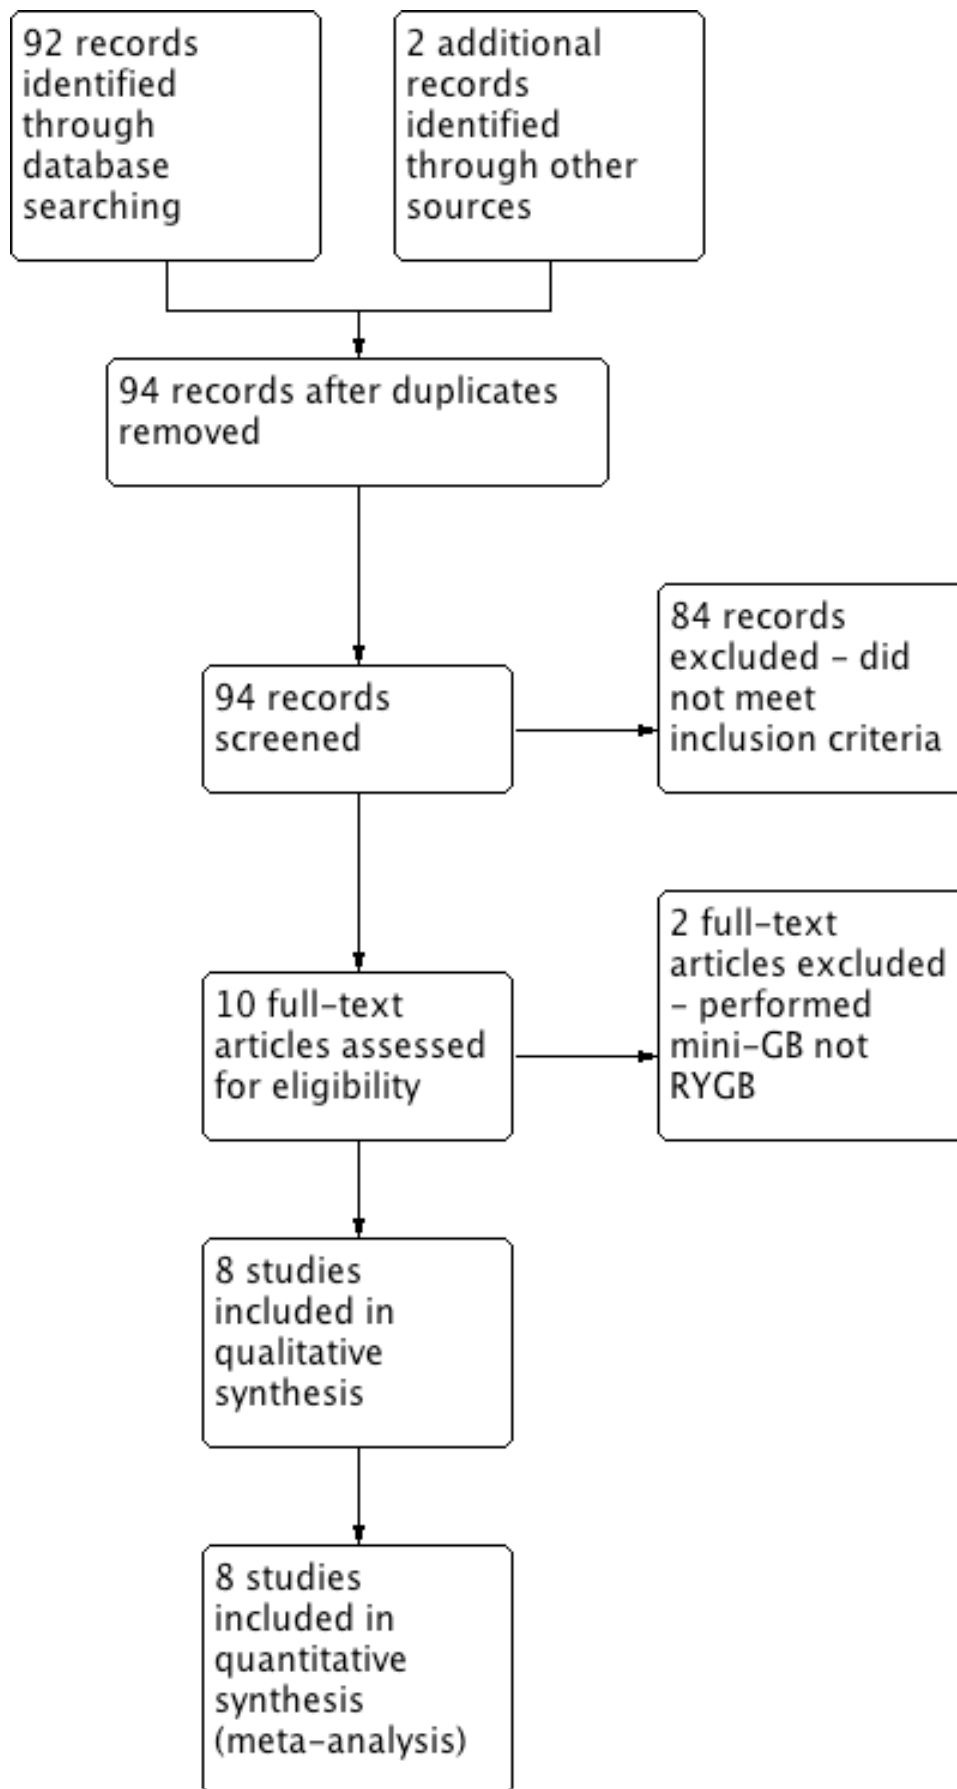 92 records
identified
through
database
searching
2 additional
records
identified
through other
sources
94 records after duplicates
removed
94 records
screened
84 records
excluded – did
not meet
inclusion criteria
10 full-text
articles assessed
for eligibility
2 full-text
articles excluded
– performed
mini-GB not
RYGB
8 studies
included in
qualitative
synthesis
8 studies
included in
quantitative
synthesis
(meta-analysis)